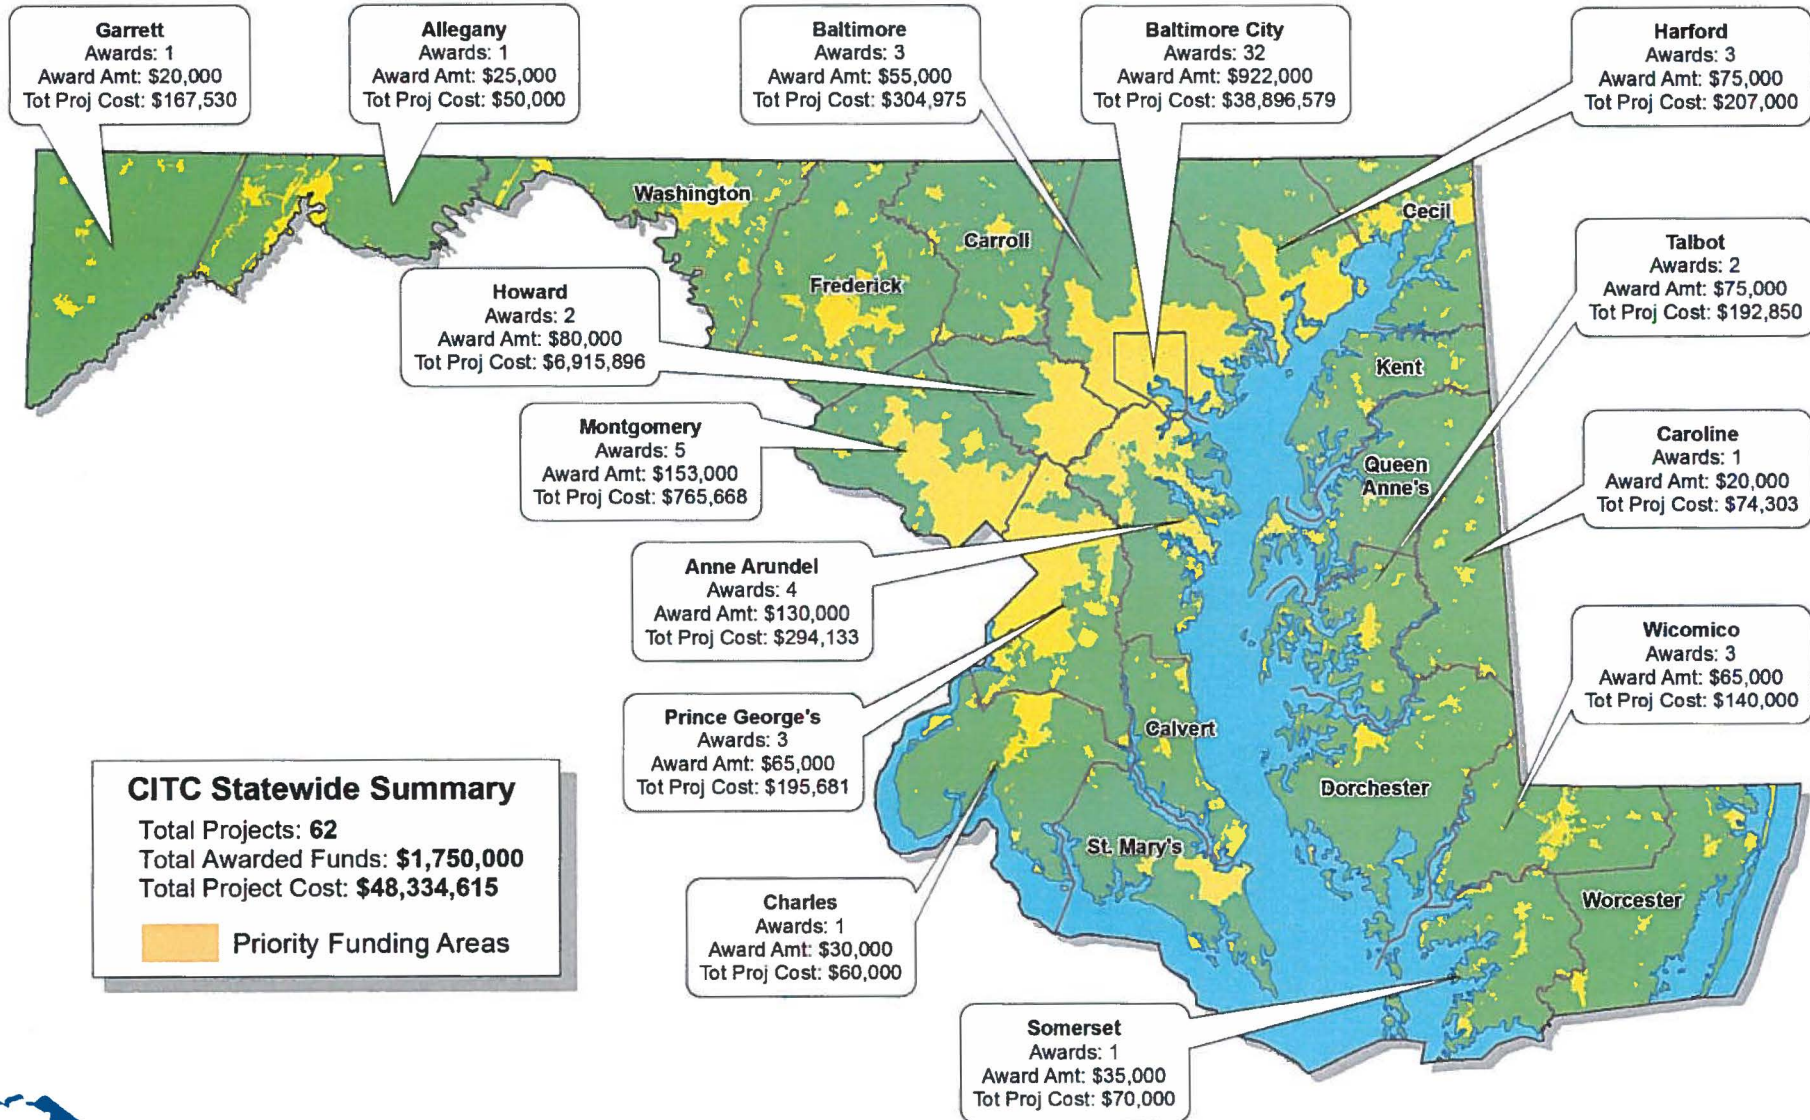 Garrett
Awards: 1
Award Amt: $20,000
Tot Proj Cost: $167,530
Allegany
Awards: 1
Award Amt: $25,000
Tot Proj Cost: $50,000
Baltimore
Awards: 3
Award Amt: $55,000
Tot Proj Cost: $304,975
Baltimore City
Awards: 32
Award Amt: $922,000
Tot Proj Cost: $38,896,579
Harford
Awards: 3
Award Amt: $75,000
Tot Proj Cost: $207,000
Washington
Carroll
Cecil
Frederick
Talbot
Awards: 2
Award Amt: $75,000
Tot Proj Cost: $192,850
Howard
Awards: 2
Award Amt: $80,000
Tot Proj Cost: $6,915,896
Kent
Montgomery
Awards: 5
Award Amt: $153,000
Tot Proj Cost: $765,668
Queen
Anne's
Caroline
Awards: 1
Award Amt: $20,000
Tot Proj Cost: $74,303
Anne Arundel
Awards: 4
Award Amt: $130,000
Tot Proj Cost: $294,133
Wicomico
Awards: 3
Award Amt: $65,000
Tot Proj Cost: $140,000
Prince George's
Awards: 3
Award Amt: $65,000
Tot Proj Cost: $195,681
Calvert
Dorchester
CITC Statewide Summary
Total Projects: 62
Total Awarded Funds: $1,750,000
Total Project Cost: $48,334,615
Priority Funding Areas
St. Mary's
Worcester
Charles
Awards: 1
Award Amt: $30,000
Tot Proj Cost: $60,000
Somerset
Awards: 1
Award Amt: $35,000
Tot Proj Cost: $70,000